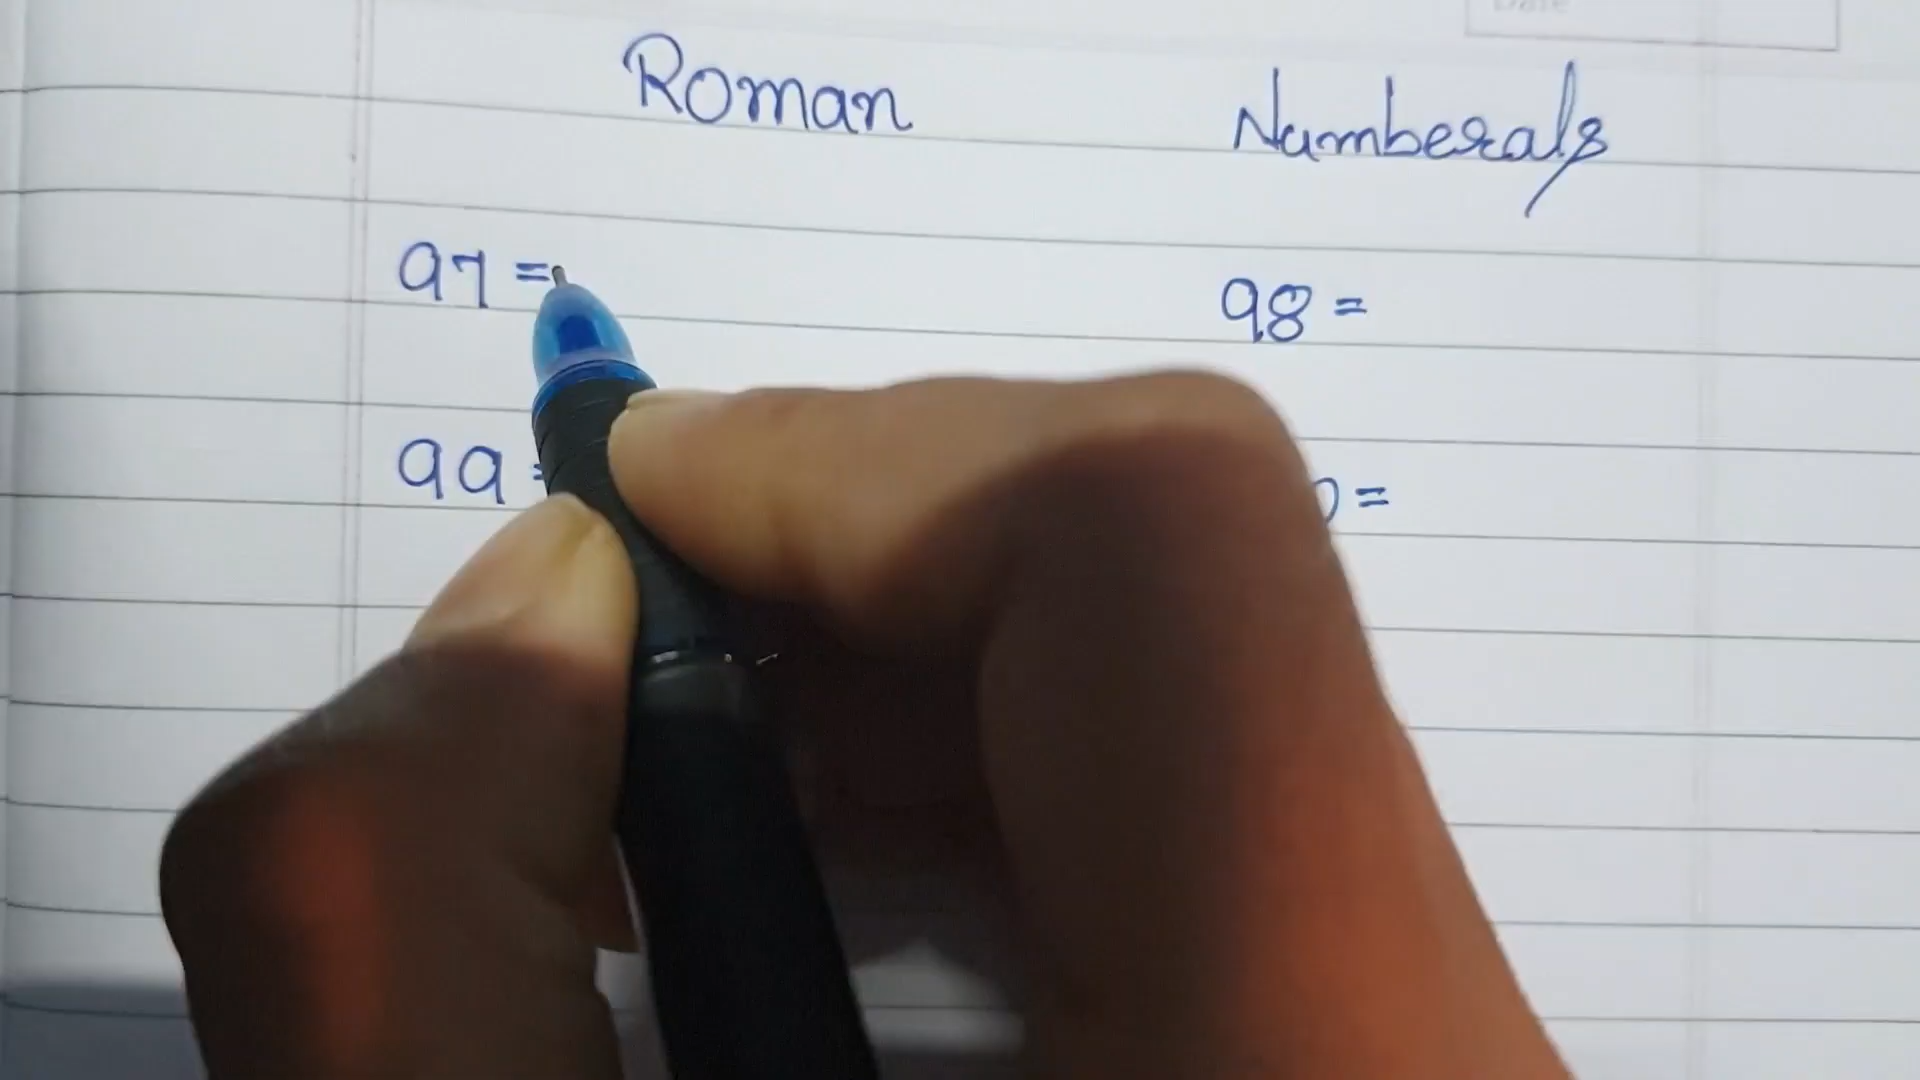 Roman Numberals
97 = 98 =
99 =